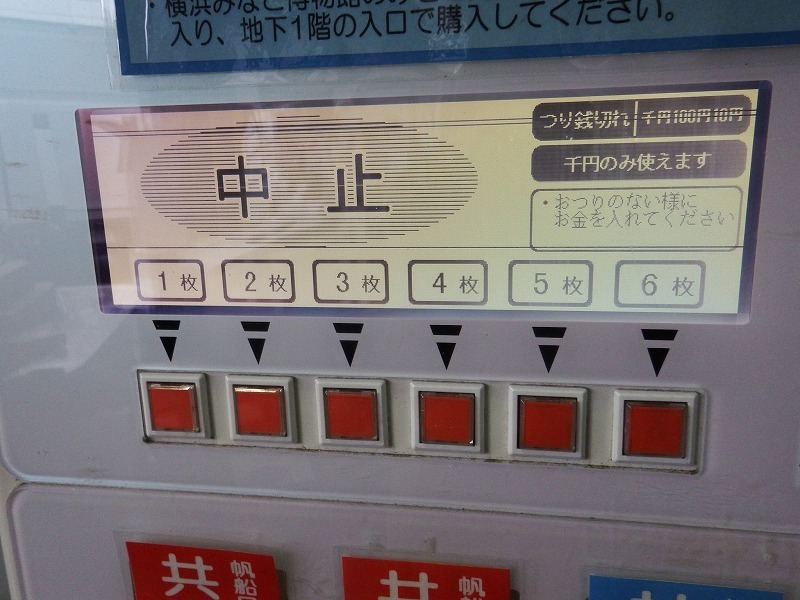 ・横浜みなと博物館のみ
入り、地下1階の入口で購入してください。
中止
つり銭切れ 千円100円10円
千円のみ使えます
・おつりのない様に
お金を入れてください
1枚 2枚 3枚 4枚 5枚 6枚
共 帆船
共 帆船